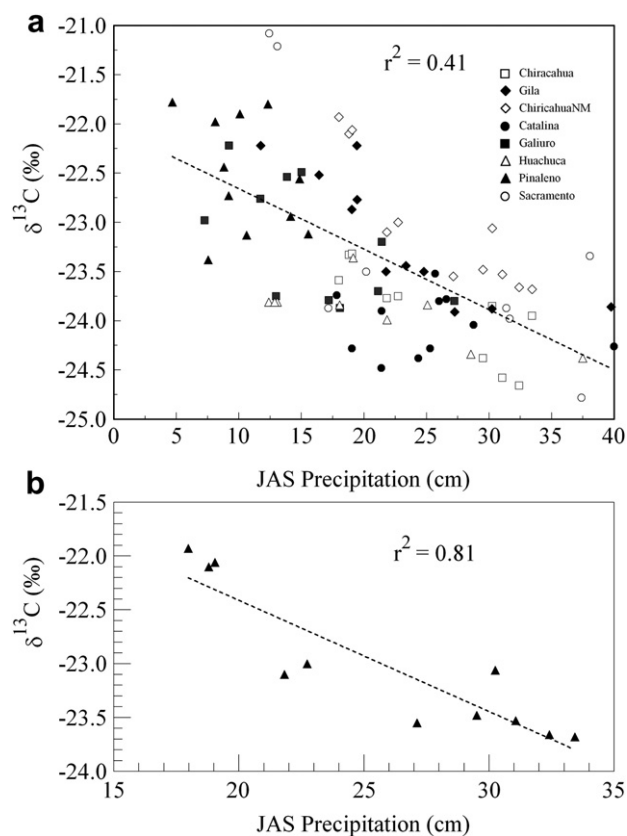 a
r² = 0.41
Chiracahua
Gila
ChiricahuaNM
Catalina
Galiuro
Huachuca
Pinaleno
Sacramento
δ¹³C (‰)
-21.0
-21.5
-22.0
-22.5
-23.0
-23.5
-24.0
-24.5
-25.0
0 5 10 15 20 25 30 35 40
JAS Precipitation (cm)
b
r² = 0.81
δ¹³C (‰)
-21.5
-22.0
-22.5
-23.0
-23.5
-24.0
15 20 25 30 35
JAS Precipitation (cm)